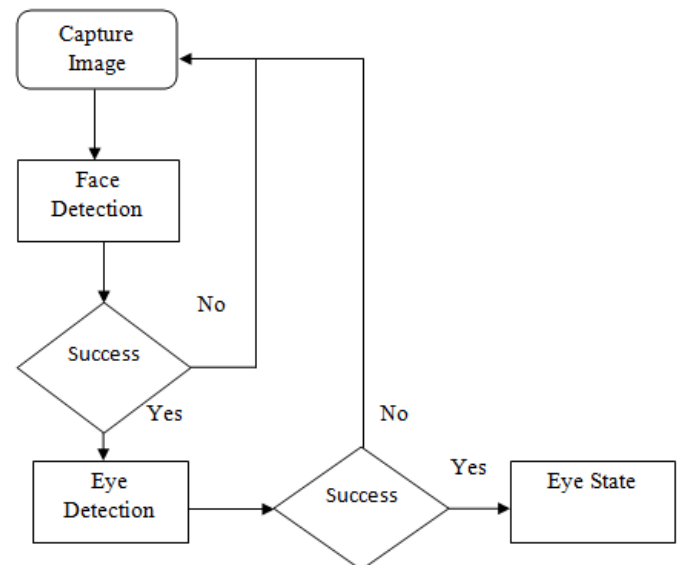 Capture
Image
Face
Detection
No
Success
Yes
No
Eye
Detection
Success
Yes
Eye State